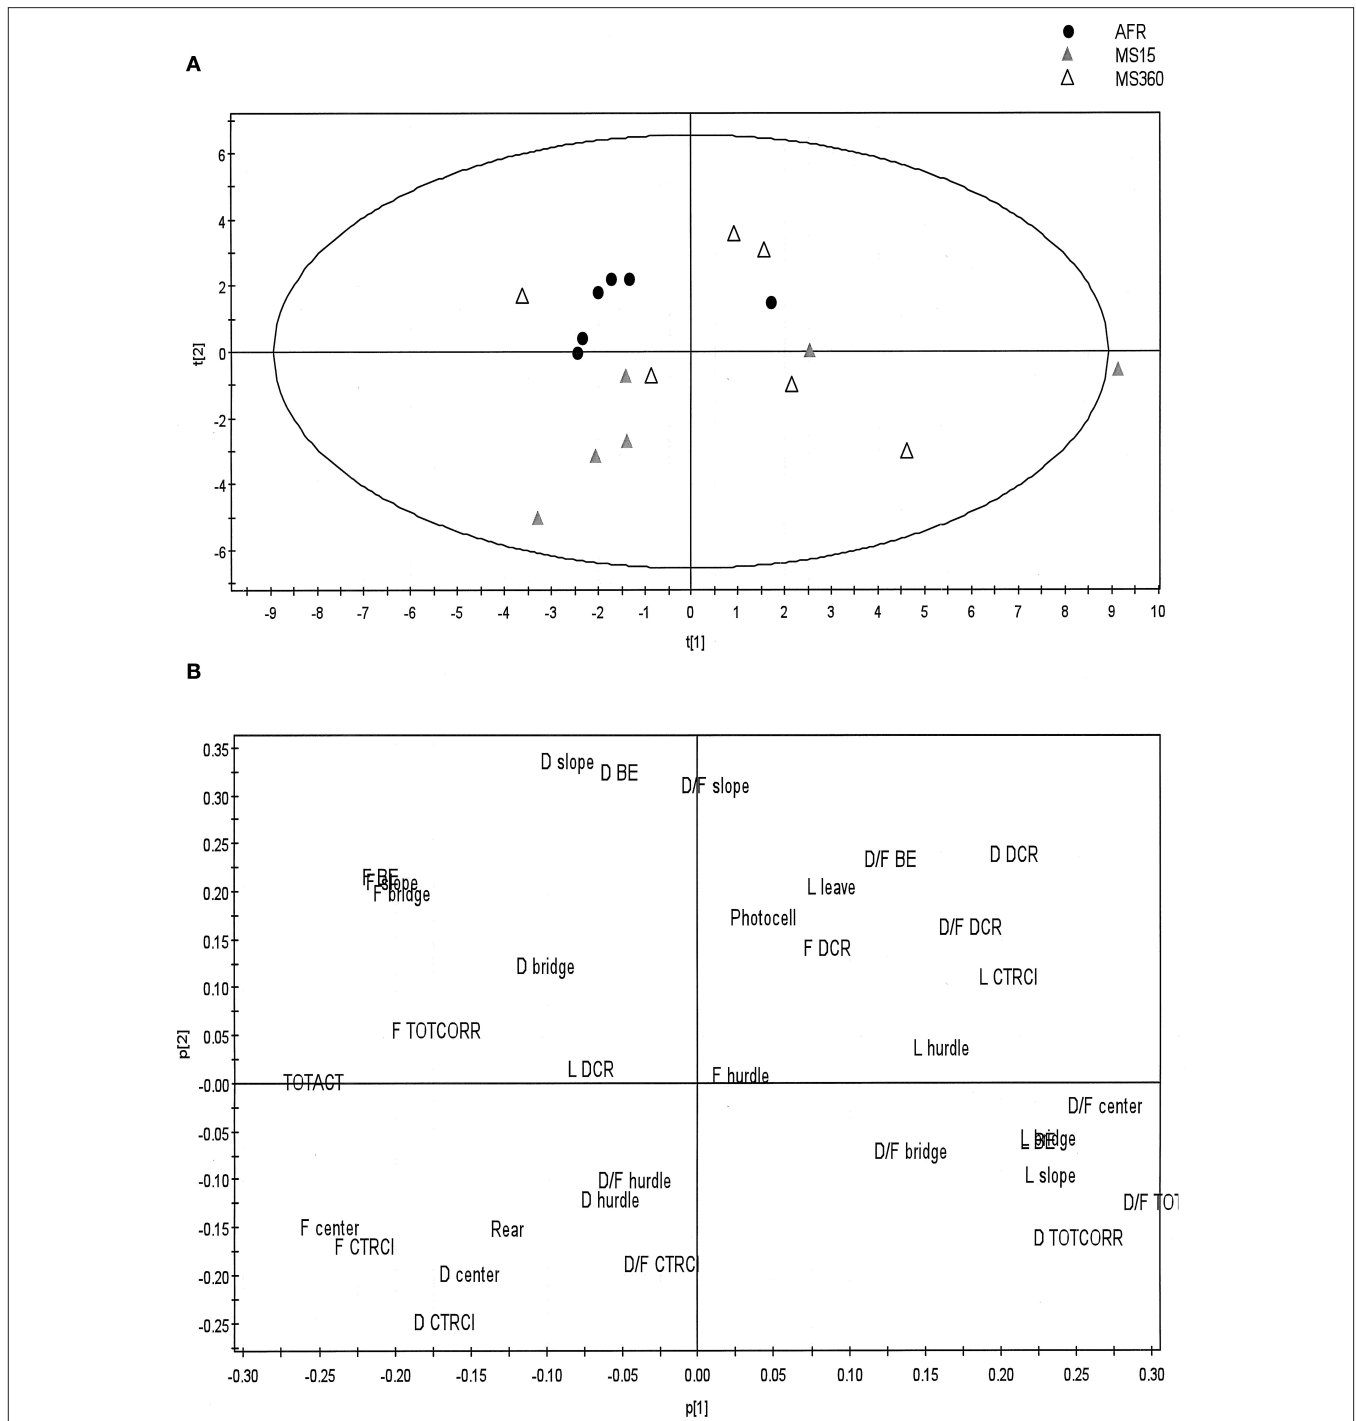 AFR
A
MS15
MS360
6
4
2
0
-2
-4
-6
t[2]
-9 -8 -7 -6 -5 -4 -3 -2 -1 0 1 2 3 4 5 6 7 8 9 10
t[1]
B
0.35
0.30
0.25
0.20
0.15
0.10
0.05
-0.00
-0.05
-0.10
-0.15
-0.20
-0.25
p[2]
D slope
D BE
D/F slope
D/F BE
D DCR
F BE
F slope
L leave
F bridge
Photocell
D/F DCR
F DCR
D bridge
L CTRCI
F TOTCORR
L hurdle
L DCR
F hurdle
TOTACT
D/F center
L bridge
L BE
D/F bridge
L slope
D/F hurdle
D hurdle
D/F TOT
F center
Rear
D TOTCORR
F CTRCI
D/F CTRCI
D center
D CTRCI
-0.30 -0.25 -0.20 -0.15 -0.10 -0.05 0.00 0.05 0.10 0.15 0.20 0.30 0.30
p[1]